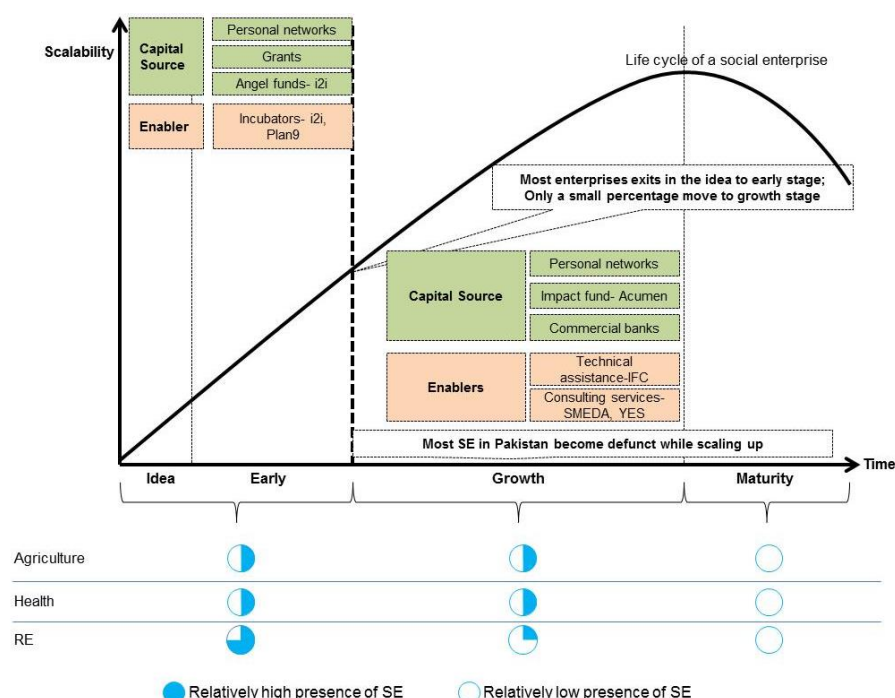 Scalability
Capital
Source
Personal networks
Grants
Angel funds- i2i
Enabler
Incubators- i2i,
Plan9
Life cycle of a social enterprise
Most enterprises exits in the idea to early stage;
Only a small percentage move to growth stage
Capital Source
Personal networks
Impact fund- Acumen
Commercial banks
Enablers
Technical
assistance-IFC
Consulting services-
SMEDA, YES
Most SE in Pakistan become defunct while scaling up
Time
Idea
Early
Growth
Maturity
Agriculture
Health
RE
Relatively high presence of SE
Relatively low presence of SE